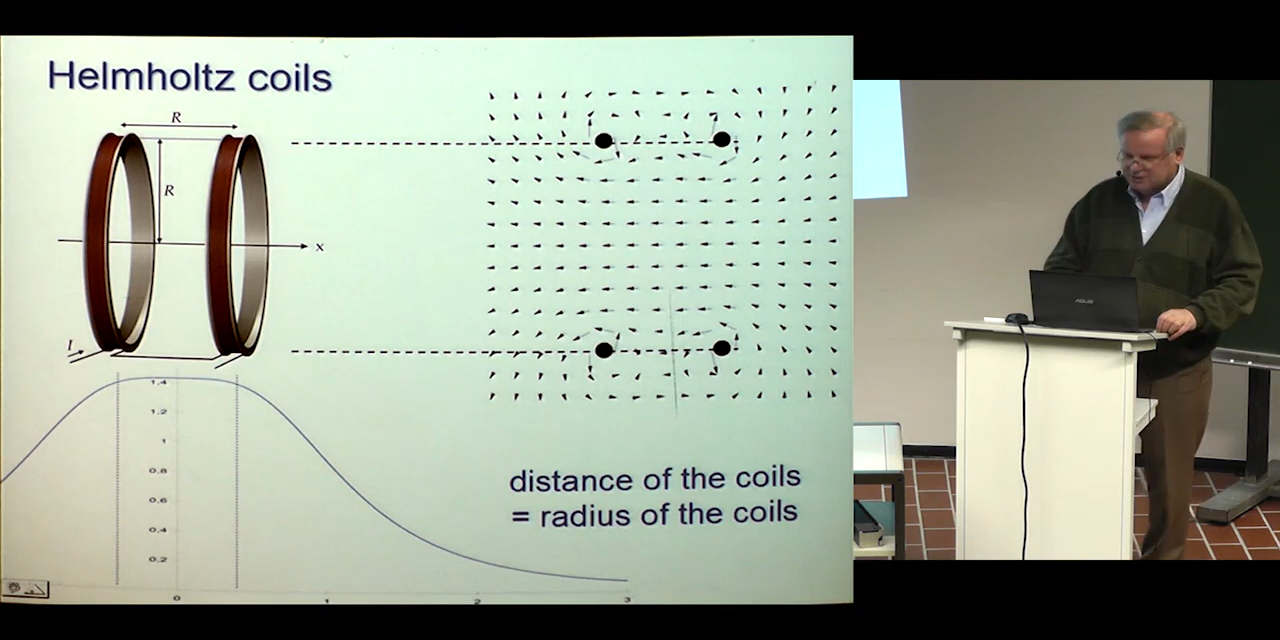 Helmholtz coils
R
R
x
I
1,4
1,2
1
0,8
0,6
0,4
0,2
0
1
2
3
distance of the coils
= radius of the coils
ASUS